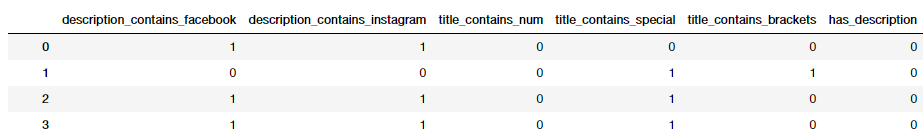 description_contains_facebook description_contains_instagram title_contains_num title_contains_special title_contains_brackets has_description
0 1 1 0 0 0 0
1 0 0 0 1 1 0
2 1 1 0 1 0 0
3 1 1 0 1 0 0